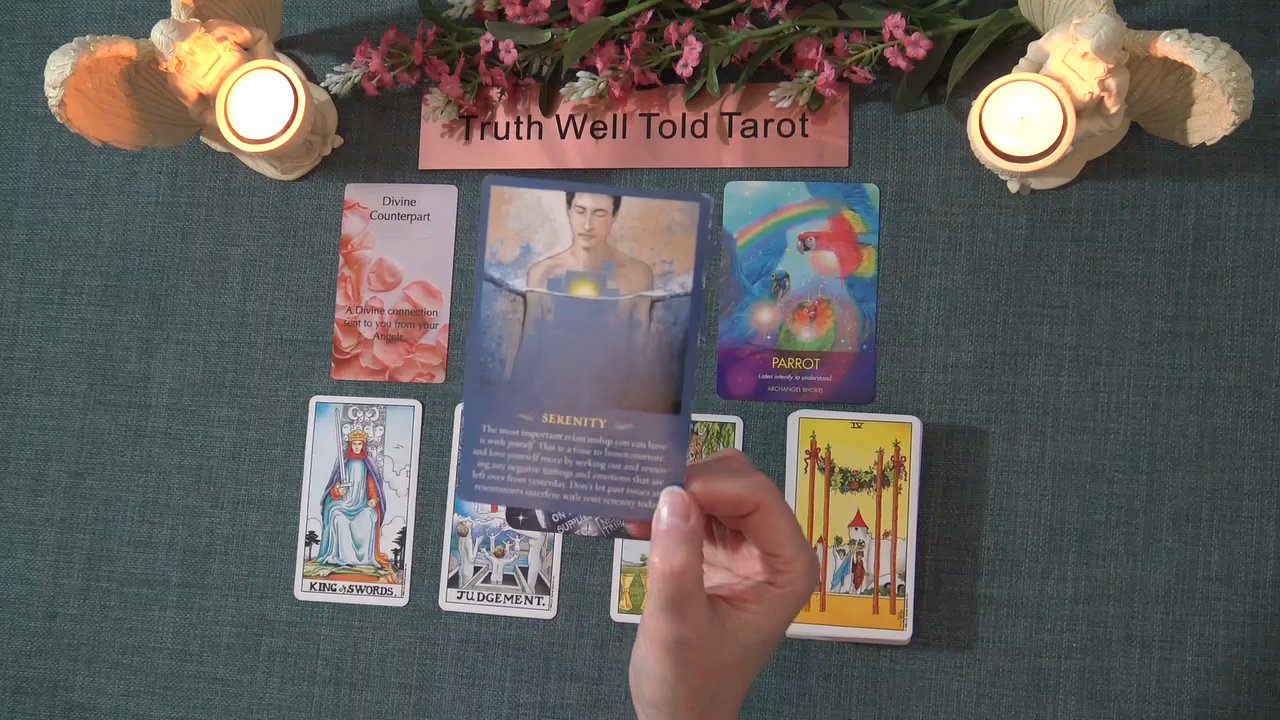 Truth Well Told Tarot
Divine
Counterpart
A Divine connection
sent to you from your
Angels.
SERENITY
The most important relationship you can have
is with yourself. This is a time to honor, nurture,
and love yourself more by seeking out and remov-
ing any negative feelings and emotions that are
left over from yesterday. Don't let past issues or
resentments interfere with your serenity today.
PARROT
Listen intently to understand.
ARCHANGEL
KING of SWORDS.
JUDGEMENT.
ON
SUPPLIE
IV